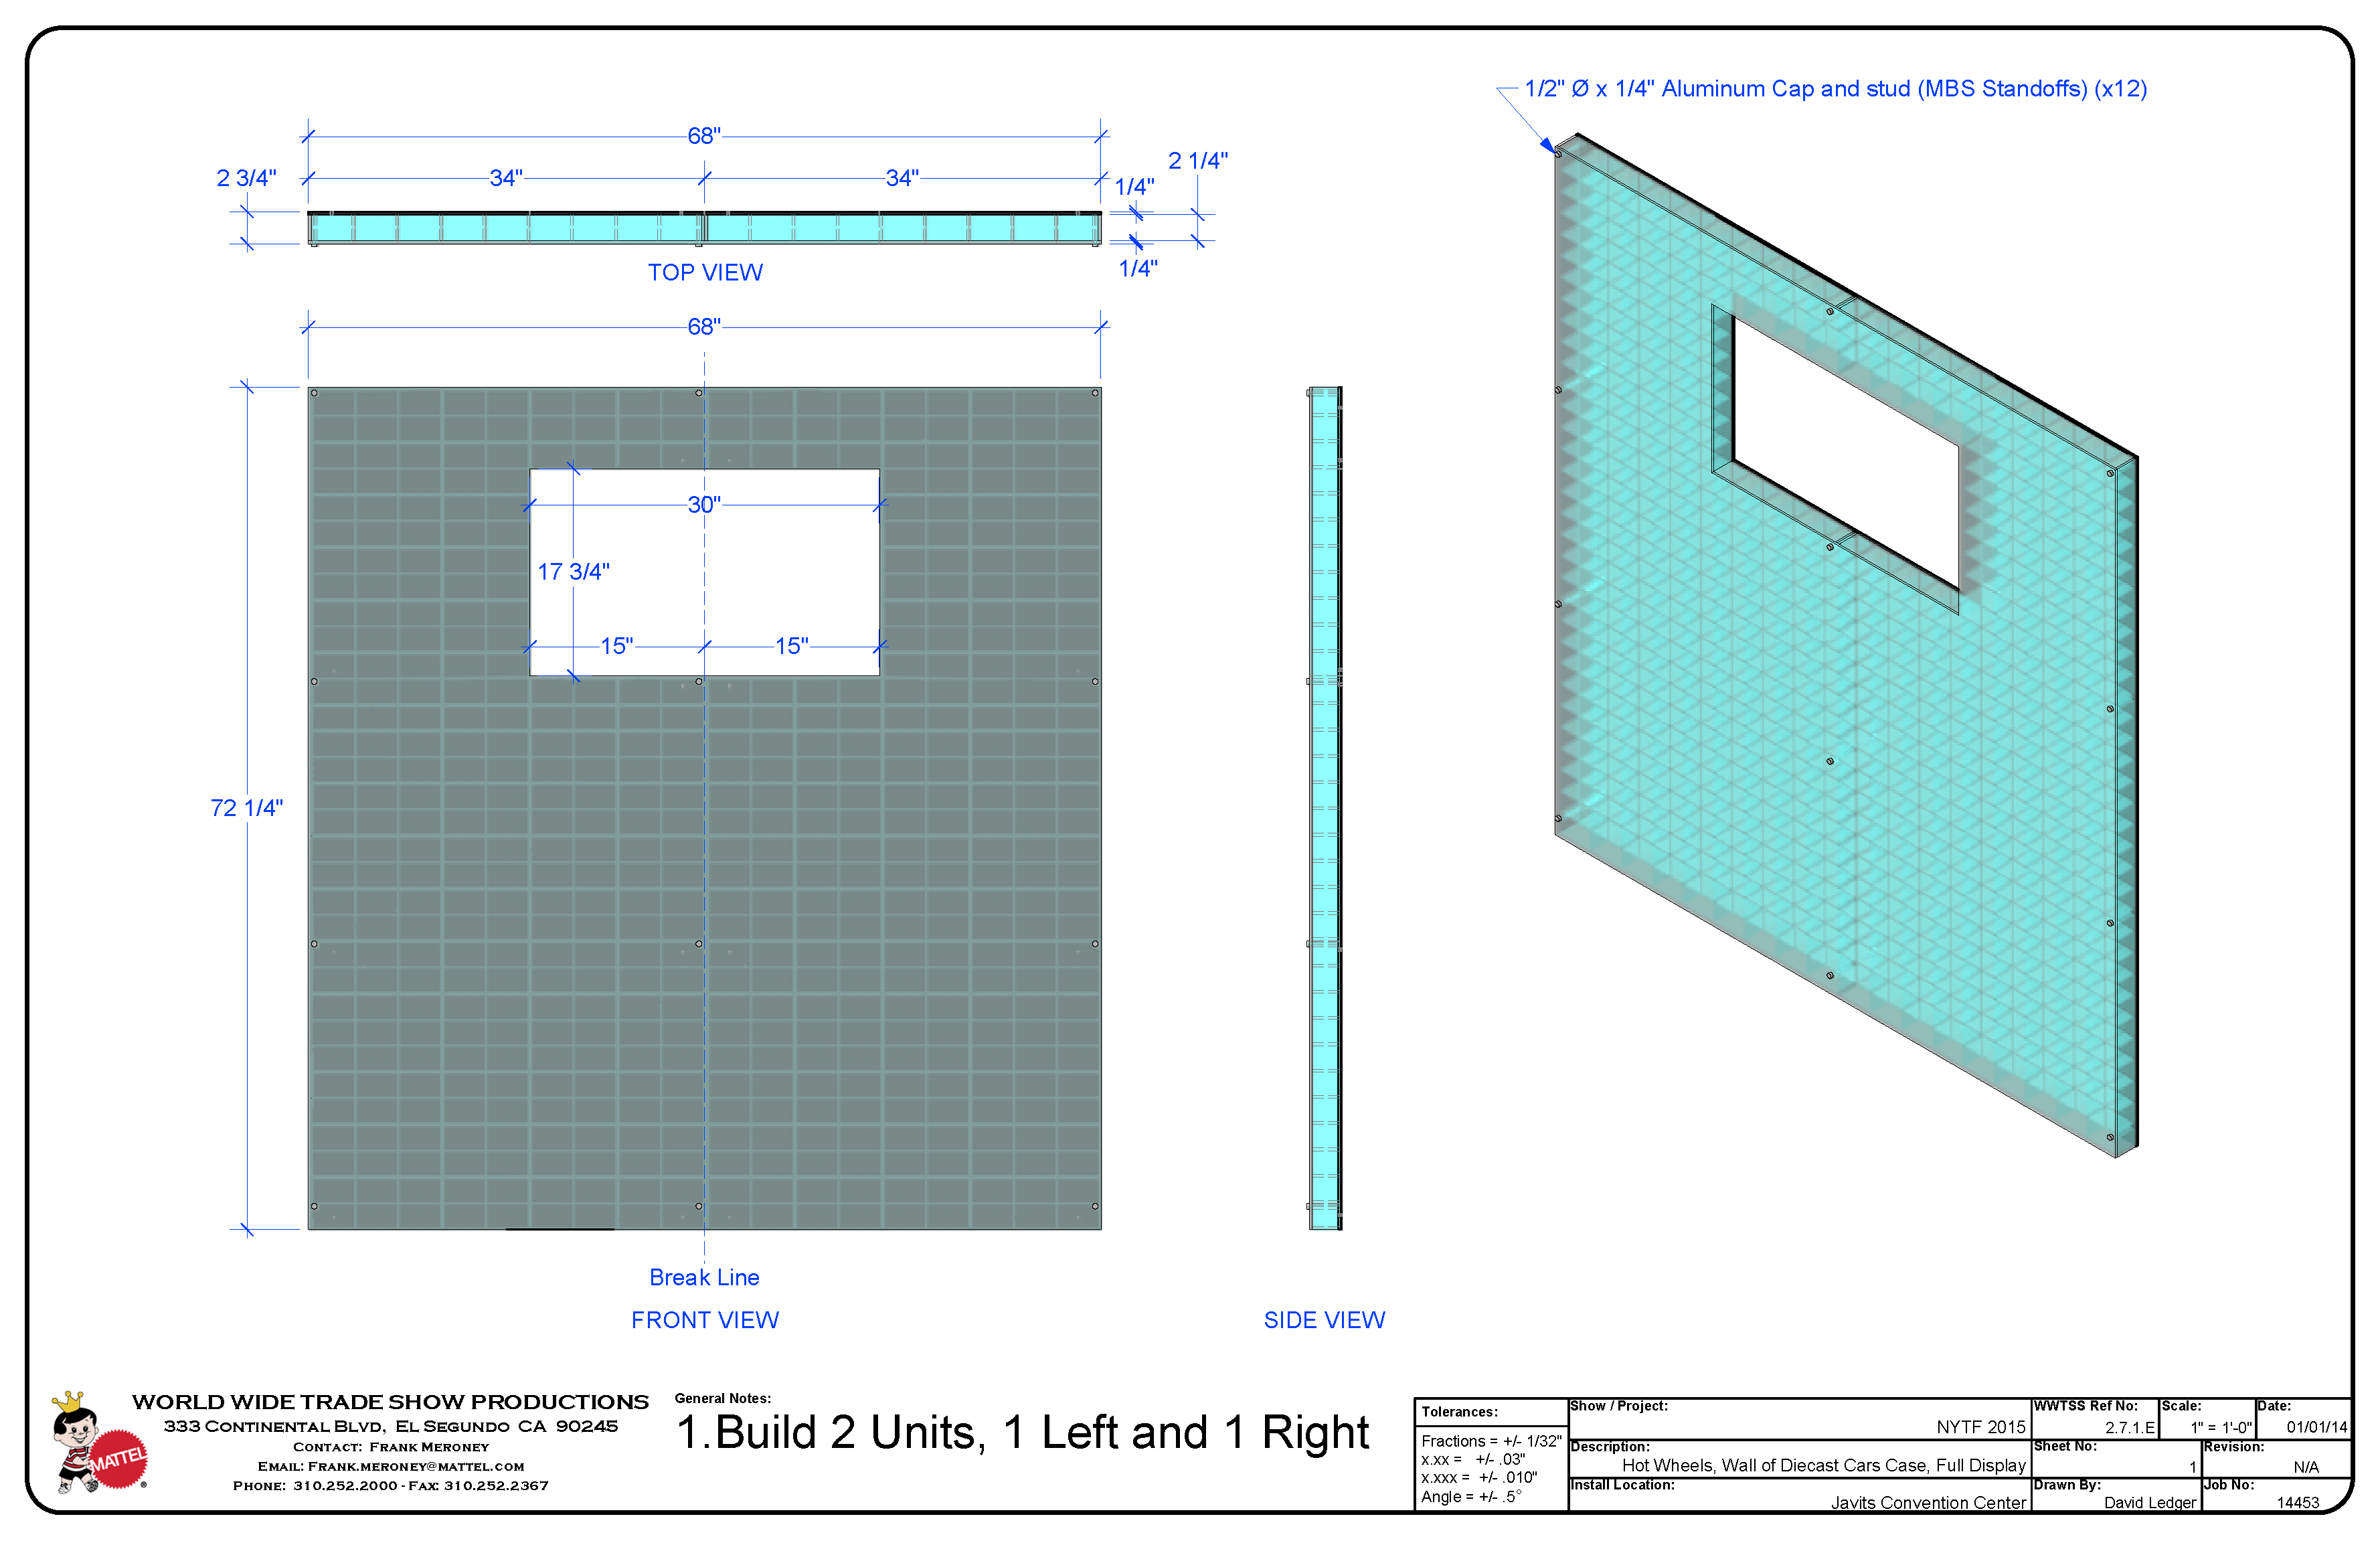 1/2" Ø x 1/4" Aluminum Cap and stud (MBS Standoffs) (x12)
68"
2 1/4"
2 3/4"
34"
34"
1/4"
TOP VIEW
1/4"
68"
30"
17 3/4"
15"
15"
72 1/4"
Break Line
FRONT VIEW
SIDE VIEW
MATTEL
®
WORLD WIDE TRADE SHOW PRODUCTIONS
333 CONTINENTAL BLVD, EL SEGUNDO CA 90245
CONTACT: FRANK MERONEY
EMAIL: FRANK.MERONEY@MATTEL.COM
PHONE: 310.252.2000 - FAX: 310.252.2367
General Notes:
1.Build 2 Units, 1 Left and 1 Right
Tolerances:
Fractions = +/- 1/32"
x.xx = +/- .03"
x.xxx = +/- .010"
Angle = +/- .5°
Show / Project:
NYTF 2015
WWTSS Ref No:
2.7.1.E
Scale:
1" = 1'-0"
Date:
01/01/14
Description:
Hot Wheels, Wall of Diecast Cars Case, Full Display
Sheet No:
1
Revision:
N/A
Install Location:
Javits Convention Center
Drawn By:
David Ledger
Job No:
14453